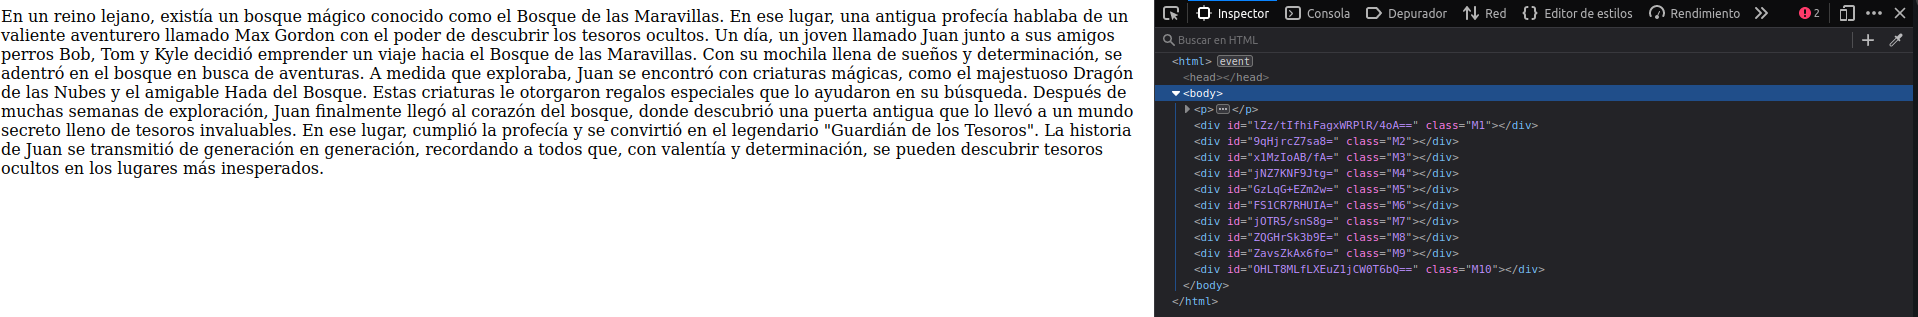 En un reino lejano, existía un bosque mágico conocido como el Bosque de las Maravillas. En ese lugar, una antigua profecía hablaba de un
valiente aventurero llamado Max Gordon con el poder de descubrir los tesoros ocultos. Un día, un joven llamado Juan junto a sus amigos
perros Bob, Tom y Kyle decidió emprender un viaje hacia el Bosque de las Maravillas. Con su mochila llena de sueños y determinación, se
adentró en el bosque en busca de aventuras. A medida que exploraba, Juan se encontró con criaturas mágicas, como el majestuoso Dragón
de las Nubes y el amigable Hada del Bosque. Estas criaturas le otorgaron regalos especiales que lo ayudaron en su búsqueda. Después de
muchas semanas de exploración, Juan finalmente llegó al corazón del bosque, donde descubrió una puerta antigua que lo llevó a un mundo
secreto lleno de tesoros invaluables. En ese lugar, cumplió la profecía y se convirtió en el legendario "Guardián de los Tesoros". La historia
de Juan se transmitió de generación en generación, recordando a todos que, con valentía y determinación, se pueden descubrir tesoros
ocultos en los lugares más inesperados.
Inspector Consola Depurador Red Editor de estilos Rendimiento 2
Buscar en HTML
<html> event
<head></head>
<body>
<p></p>
<div id="lZz/tIfhiFagxWRPlR/4oA==" class="M1"></div>
<div id="9qHjrcZ7sa8=" class="M2"></div>
<div id="x1MzIoAB/fA=" class="M3"></div>
<div id="jNZ7KNF9Jtg=" class="M4"></div>
<div id="GzLqG+EZm2w=" class="M5"></div>
<div id="FS1CR7RHUIA=" class="M6"></div>
<div id="jOTR5/snS8g=" class="M7"></div>
<div id="ZQGHrSk3b9E=" class="M8"></div>
<div id="ZavsZkAx6fo=" class="M9"></div>
<div id="OHLT8MLfLXEuZ1jCW0T6bQ==" class="M10"></div>
</body>
</html>